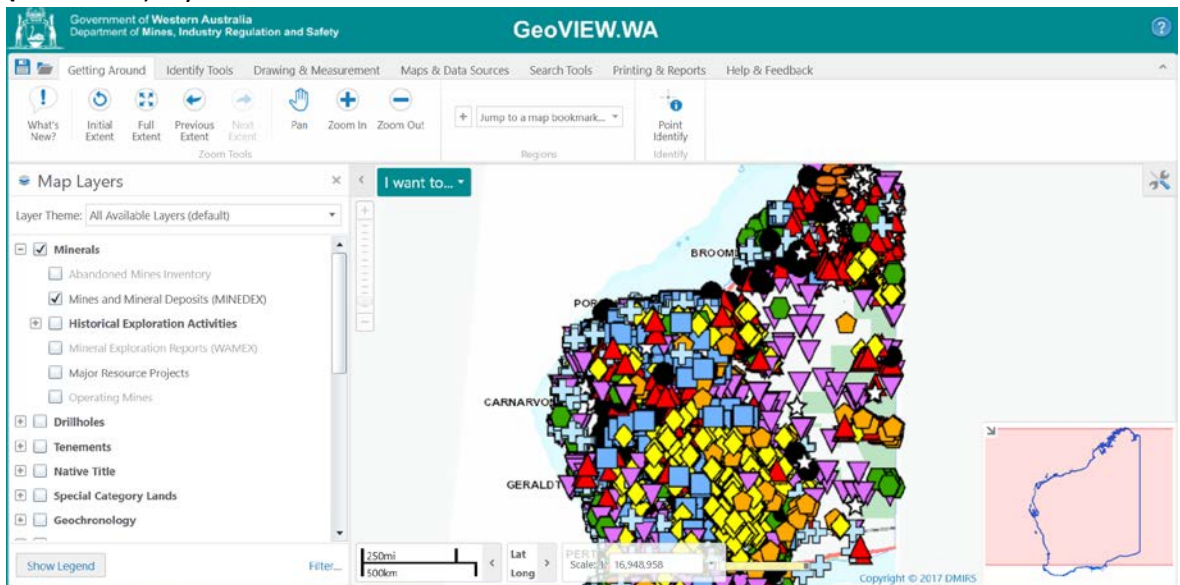 Government of Western Australia
Department of Mines, Industry Regulation and Safety
GeoVIEW.WA
Getting Around Identify Tools Drawing & Measurement Maps & Data Sources Search Tools Printing & Reports Help & Feedback
What's New?
Initial Extent
Full Extent
Previous Extent
Next Extent
Pan
Zoom In
Zoom Out
Jump to a map bookmark...
Point Identify
Zoom Tools
Regions
Identify
Map Layers
I want to...
Layer Theme: All Available Layers (default)
Minerals
Abandoned Mines Inventory
Mines and Mineral Deposits (MINEDEX)
Historical Exploration Activities
Mineral Exploration Reports (WAMEX)
Major Resource Projects
Operating Mines
Drillholes
Tenements
Native Title
Special Category Lands
Geochronology
Show Legend
Filter...
BROOM
POR
CARNARVO
GERALDT
PERT
250mi
500km
Lat
Long
Scale: 1: 16,948,958
Copyright © 2017 DMIRS